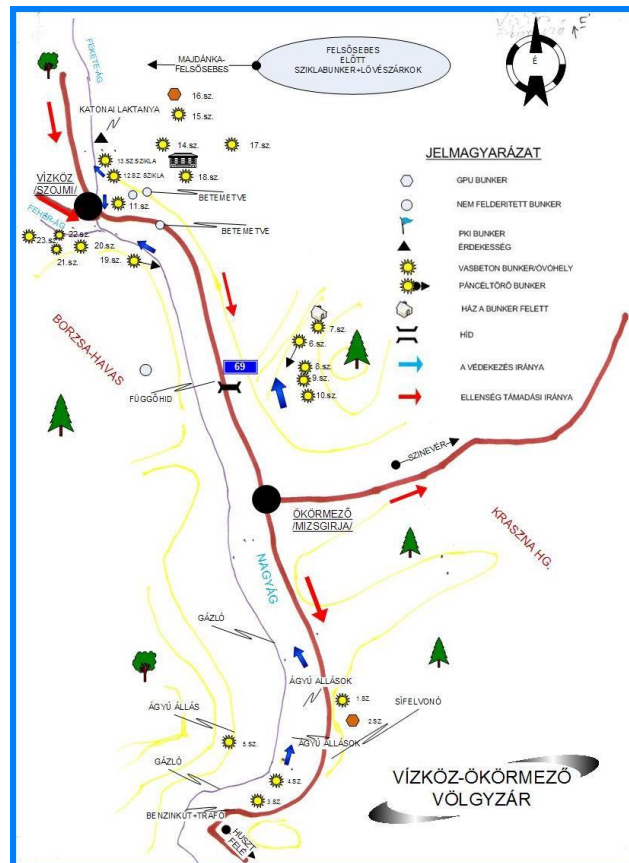 FELSŐSEBES
ELŐTT
SZIKLABUNKER+LŐVÉSZÁRKOK
MAJDÁNKA-
FELSŐSEBES
FEKETE-ÁG
É
16.sz.
15.sz.
KATONAI LAKTANYA
14.sz.
17.sz.
13.SZ.SZIKLA
12.SZ. SZIKLA
18.sz.
VÍZKÖZ
/SZOJMI/
11.sz.
BETEMETVE
FEHÉR-ÁG
BETEMETVE
23.sz.
22.sz.
20.sz.
21.sz.
19.sz.
JELMAGYARÁZAT
GPU BUNKER
NEM FELDERITETT BUNKER
PKI BUNKER
ÉRDEKESSÉG
VASBETON BUNKER/ÓVÓHELY
PÁNCÉLTÖRŐ BUNKER
HÁZ A BUNKER FELETT
HÍD
A VÉDEKEZÉS IRÁNYA
ELLENSÉG TÁMADÁSI IRÁNYA
BORZSA-HAVAS
7.sz.
6.sz.
69
8.sz.
9.sz.
10.sz.
FÜGGŐHID
SZINEVÉR
ÖKÖRMEZŐ
/MIZSGIRJA/
KRASZNA HG.
NAGYÁG
GÁZLÓ
ÁGYÚ ÁLLÁSOK
1.SZ.
SÍFELVONÓ
ÁGYÚ ÁLLÁS
2.SZ.
ÁGYÚ ÁLLÁSOK
5.SZ.
GÁZLÓ
4.SZ.
3.SZ.
BENZINKÚT+TRAFÓ
HUSZT
FELÉ
VÍZKÖZ-ÖKÖRMEZŐ
VÖLGYZÁR